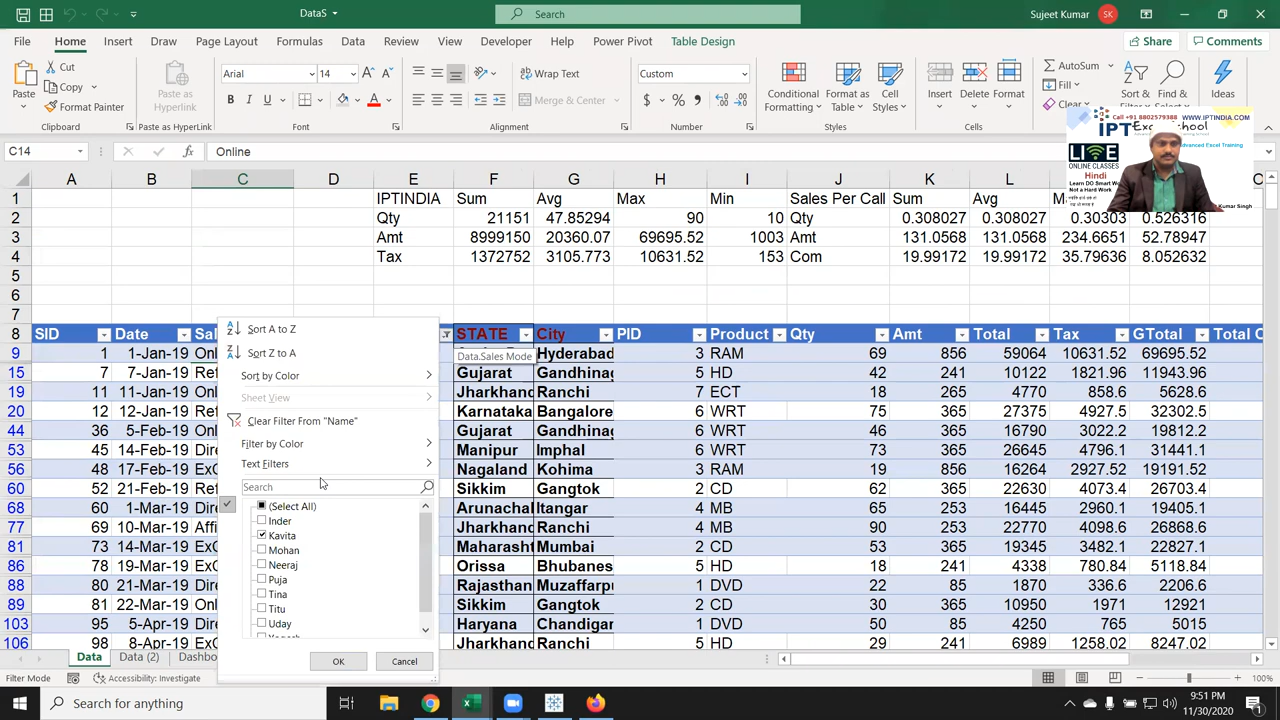 DataS
Search
Sujeet Kumar SK
File Home Insert Draw Page Layout Formulas Data Review View Developer Help Power Pivot Table Design Share Comments
Paste Cut Copy Format Painter Paste as Hyperlink Arial 14 Wrap Text Merge & Center Custom Conditional Formatting Format as Table Cell Styles Insert Delete Format AutoSum Fill Clear Sort & Ideas
Clipboard Paste as Hyperlink Font Alignment Number Styles Cells Ideas
Call +91 8802579388 WWW.IPTINDIA.COM
IPT Excel School
Advanced Excel Training
LIVE
ONLINE CLASSES
Hindi
Learn DO Smart
Not a Hard W
Kumar Singh
C14 Online
A B C D E F G H I J K L
1 IPTINDIA Sum Avg Max Min Sales Per Call Sum Avg
2 Qty 21151 47.85294 90 10 Qty 0.308027 0.308027 0.30303 0.526316
3 Amt 8999150 20360.07 69695.52 1003 Amt 131.0568 131.0568 234.6651 52.78947
4 Tax 1372752 3105.773 10631.52 153 Com 19.99172 19.99172 35.79636 8.052632
5
6
7
8 SID Date Sal STATE City PID Product Qty Amt Total Tax GTotal Total C
9 1 1-Jan-19 Onl Hyderabad 3 RAM 69 856 59064 10631.52 69695.52
15 7 7-Jan-19 Ref Gujarat Gandhinag 5 HD 42 241 10122 1821.96 11943.96
19 11 11-Jan-19 Onl Jharkhand Ranchi 7 ECT 18 265 4770 858.6 5628.6
20 12 12-Jan-19 Ref Karnataka Bangalore 6 WRT 75 365 27375 4927.5 32302.5
44 36 5-Feb-19 Onl Gujarat Gandhinag 6 WRT 46 365 16790 3022.2 19812.2
53 45 14-Feb-19 Dire Manipur Imphal 6 WRT 73 365 26645 4796.1 31441.1
56 48 17-Feb-19 ExC Nagaland Kohima 3 RAM 19 856 16264 2927.52 19191.52
60 52 21-Feb-19 Ref Sikkim Gangtok 2 CD 62 365 22630 4073.4 26703.4
68 60 1-Mar-19 Dire Arunachal Itangar 4 MB 65 253 16445 2960.1 19405.1
77 69 10-Mar-19 Affi Jharkhand Ranchi 4 MB 90 253 22770 4098.6 26868.6
81 73 14-Mar-19 ExC Maharasht Mumbai 2 CD 53 365 19345 3482.1 22827.1
86 78 19-Mar-19 ExC Orissa Bhubanes 5 HD 18 241 4338 780.84 5118.84
88 80 21-Mar-19 Dire Rajasthan Muzaffarpu 1 DVD 22 85 1870 336.6 2206.6
89 81 22-Mar-19 Onl Sikkim Gangtok 2 CD 30 365 10950 1971 12921
103 95 5-Apr-19 Dire Haryana Chandigar 1 DVD 50 85 4250 765 5015
106 98 8-Apr-19 ExC Jharkhand Ranchi 5 HD 29 241 6989 1258.02 8247.02
Data.Sales Mode
Sort A to Z
Sort Z to A
Sort by Color
Sheet View
Clear Filter From "Name"
Filter by Color
Text Filters
Search
(Select All)
Inder
Kavita
Mohan
Neeraj
Puja
Tina
Titu
Uday
OK Cancel
Data Data (2) Dashbo
Filter Mode Accessibility: Investigate 100%
Search for anything
9:51 PM
11/30/2020